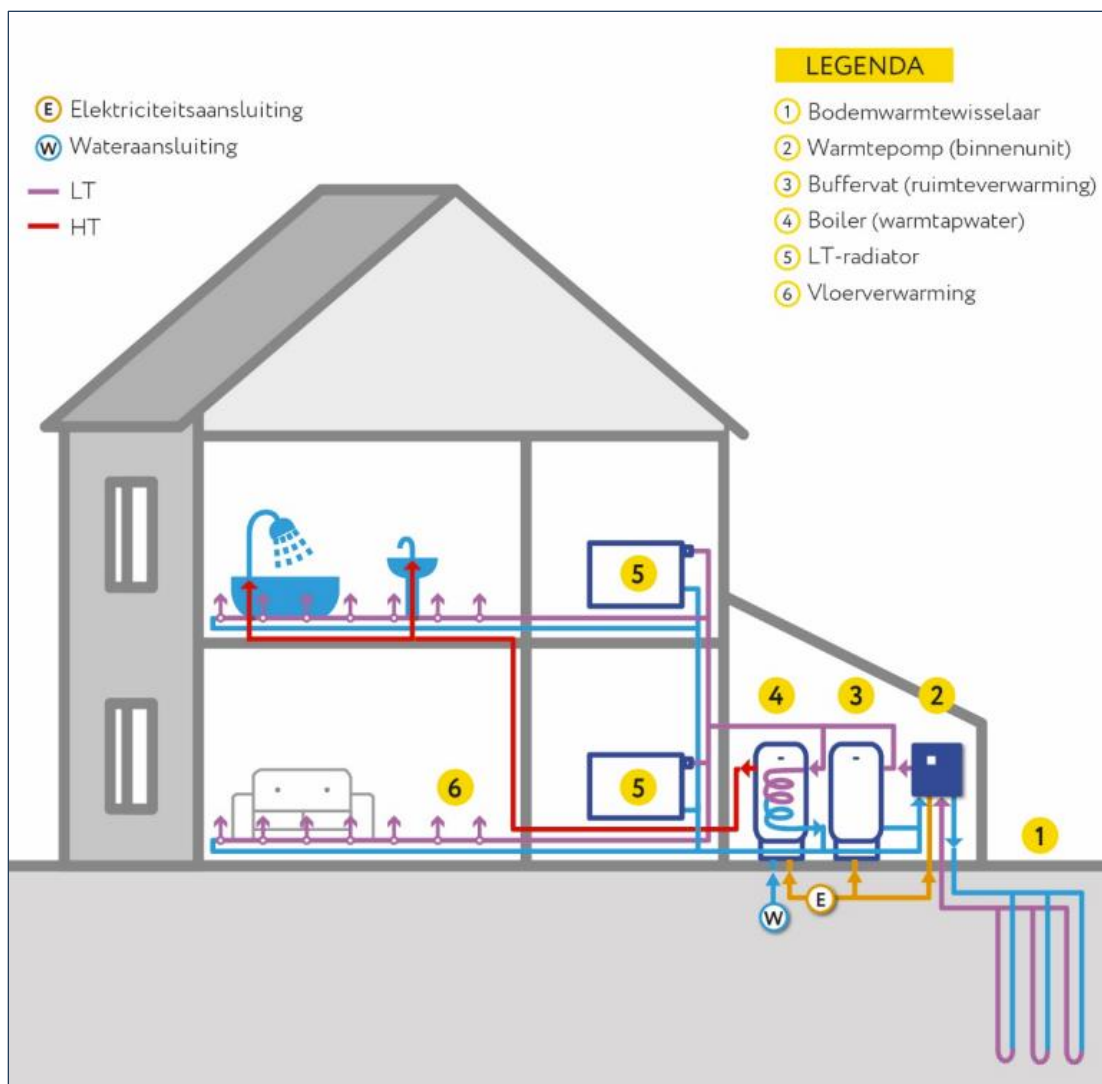 LEGENDA
E Elektriciteitsaansluiting
W Wateraansluiting
LT
HT
1 Bodemwarmtewisselaar
2 Warmtepomp (binnenunit)
3 Buffervat (ruimteverwarming)
4 Boiler (warmtapwater)
5 LT-radiator
6 Vloerverwarming
5
4
3
2
6
5
1
E
W